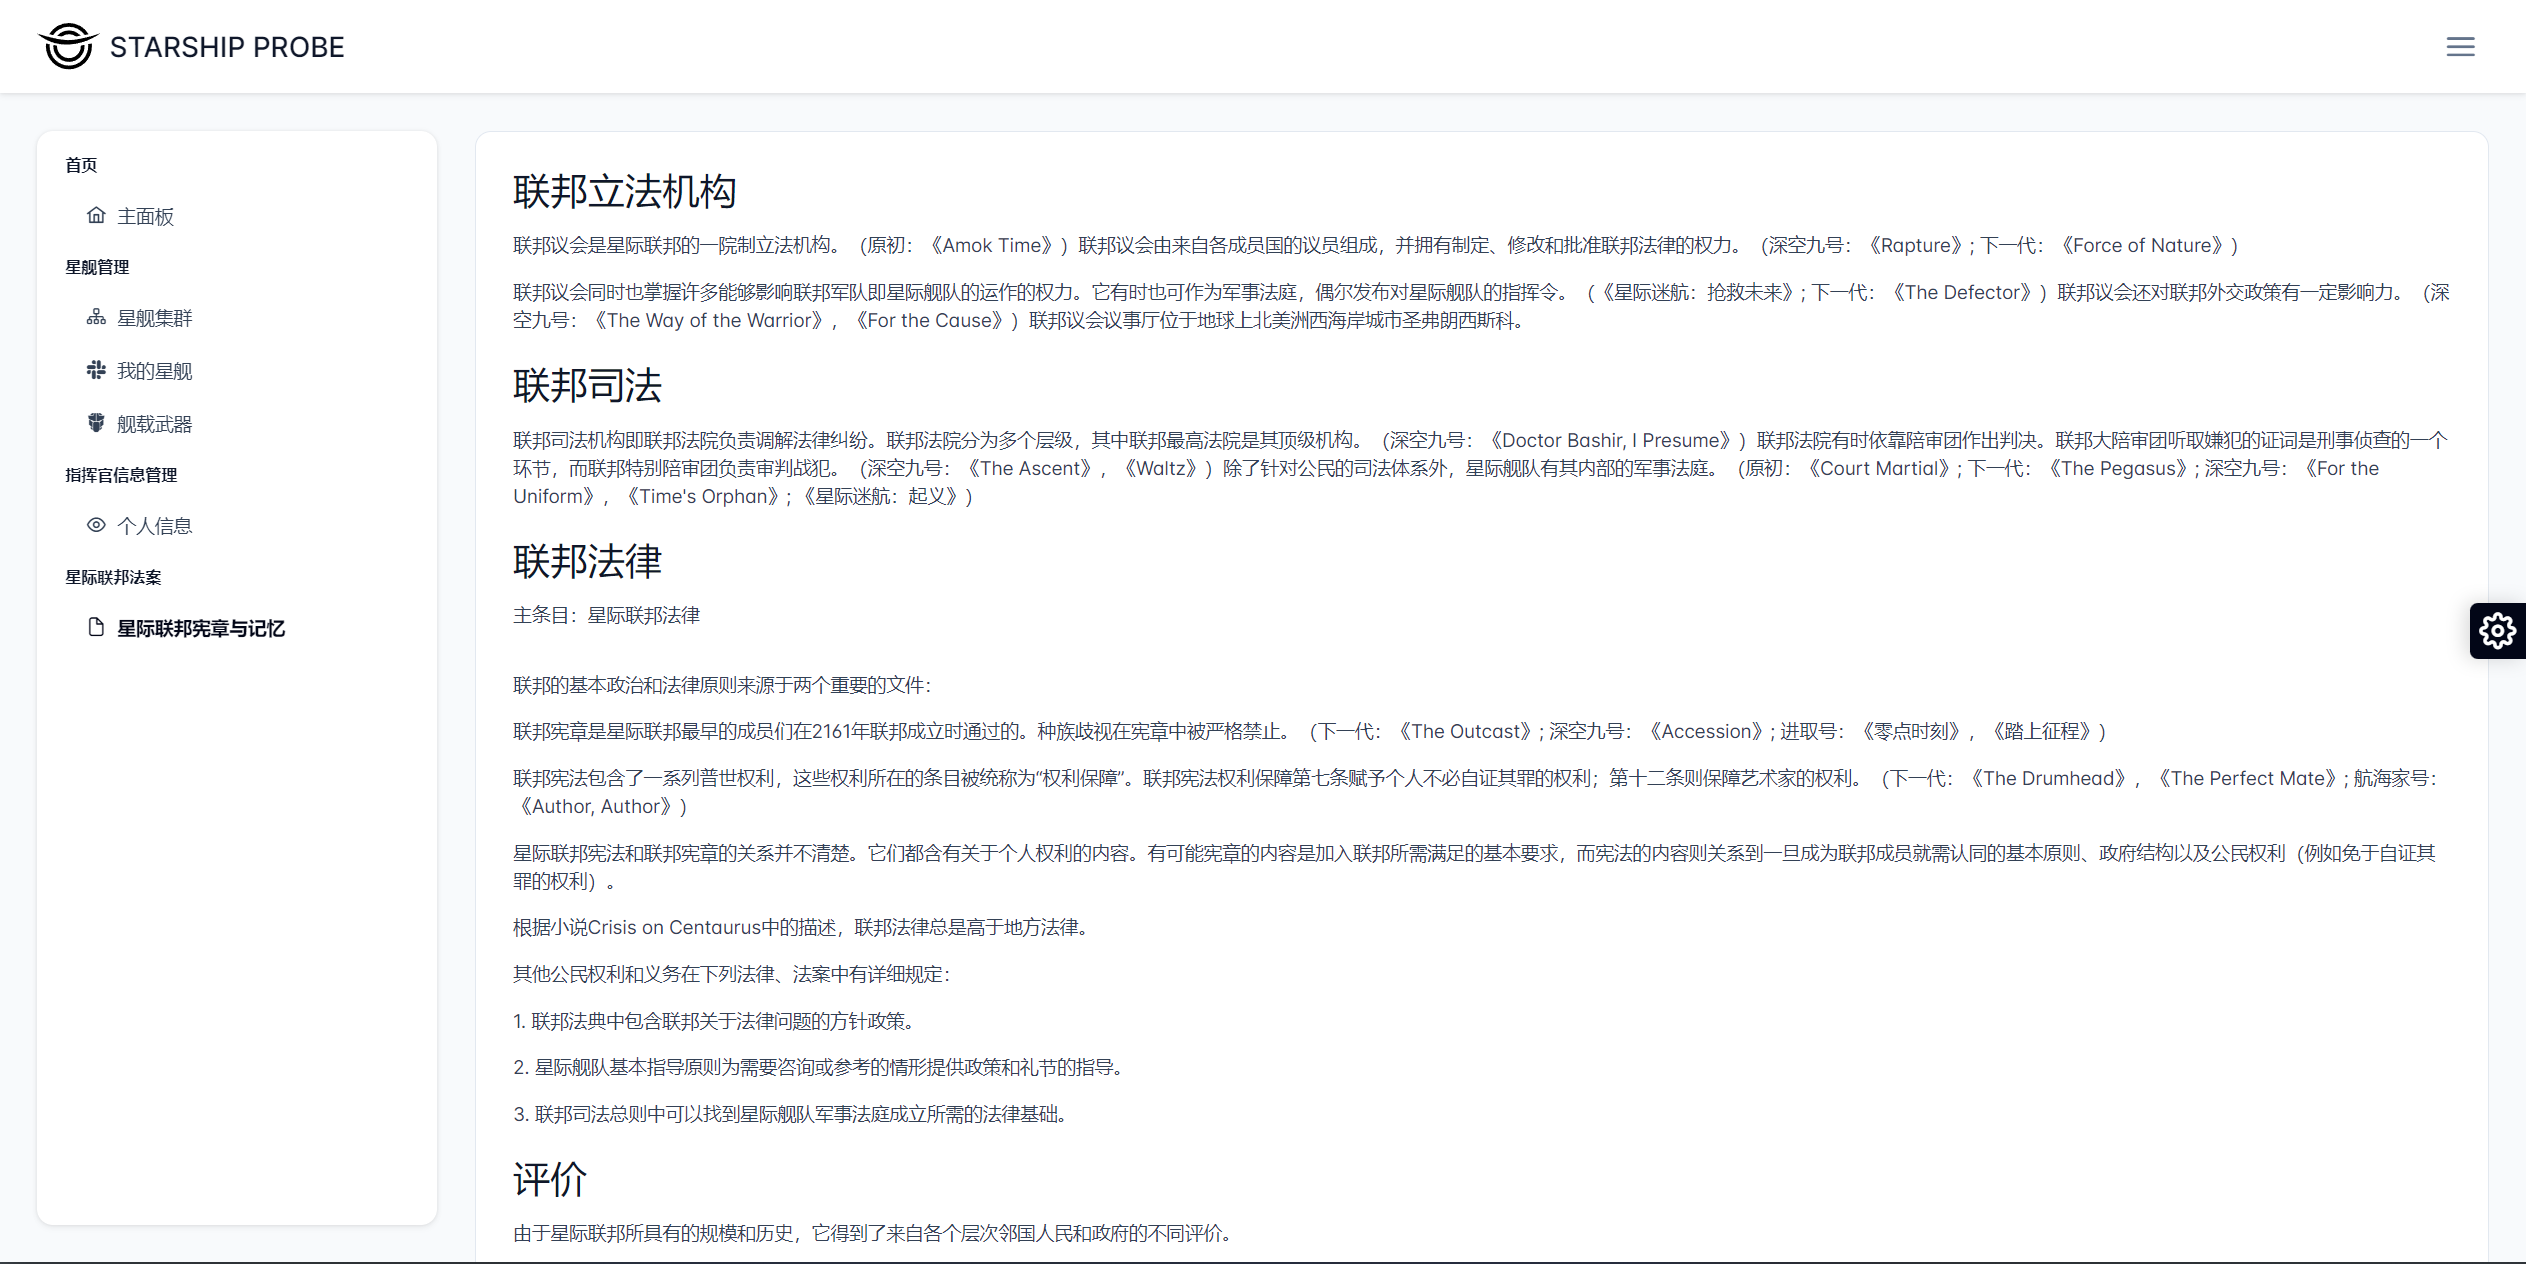 STARSHIP PROBE
首页
主面板
星舰管理
星舰集群
我的星舰
舰载武器
指挥官信息管理
个人信息
星际联邦法案
星际联邦宪章与记忆
联邦立法机构
联邦议会是星际联邦的一院制立法机构。（原初：《Amok Time》）联邦议会由来自各成员国的议员组成，并拥有制定、修改和批准联邦法律的权力。（深空九号：《Rapture》; 下一代：《Force of Nature》)
联邦议会同时也掌握许多能够影响联邦军队即星际舰队的运作的权力。它有时也可作为军事法庭，偶尔发布对星际舰队的指挥令。（《星际迷航：抢救未来》; 下一代：《The Defector》）联邦议会还对联邦外交政策有一定影响力。（深
空九号：《The Way of the Warrior》，《For the Cause》）联邦议会议事厅位于地球上北美洲西海岸城市圣弗朗西斯科。
联邦司法
联邦司法机构即联邦法院负责调解法律纠纷。联邦法院分为多个层级，其中联邦最高法院是其顶级机构。（深空九号：《Doctor Bashir, I Presume》）联邦法院有时依靠陪审团作出判决。联邦大陪审团听取嫌犯的证词是刑事侦查的一个
环节，而联邦特别陪审团负责审判战犯。（深空九号：《The Ascent》，《Waltz》）除了针对公民的司法体系外，星际舰队有其内部的军事法庭。（原初：《Court Martial》; 下一代：《The Pegasus》; 深空九号：《For the
Uniform》，《Time's Orphan》; 《星际迷航：起义》)
联邦法律
主条目：星际联邦法律
联邦的基本政治和法律原则来源于两个重要的文件：
联邦宪章是星际联邦最早的成员们在2161年联邦成立时通过的。种族歧视在宪章中被严格禁止。（下一代：《The Outcast》; 深空九号：《Accession》; 进取号：《零点时刻》，《踏上征程》)
联邦宪法包含了一系列普世权利，这些权利所在的条目被统称为“权利保障”。联邦宪法权利保障第七条赋予个人不必自证其罪的权利；第十二条则保障艺术家的权利。（下一代：《The Drumhead》，《The Perfect Mate》; 航海家号：
《Author, Author》)
星际联邦宪法和联邦宪章的关系并不清楚。它们都含有关于个人权利的内容。有可能宪章的内容是加入联邦所需满足的基本要求，而宪法的内容则关系到一旦成为联邦成员就需认同的基本原则、政府结构以及公民权利（例如免于自证其
罪的权利）。
根据小说Crisis on Centaurus中的描述，联邦法律总是高于地方法律。
其他公民权利和义务在下列法律、法案中有详细规定：
1. 联邦法典中包含联邦关于法律问题的方针政策。
2. 星际舰队基本指导原则为需要咨询或参考的情形提供政策和礼节的指导。
3. 联邦司法总则中可以找到星际舰队军事法庭成立所需的法律基础。
评价
由于星际联邦所具有的规模和历史，它得到了来自各个层次邻国人民和政府的不同评价。